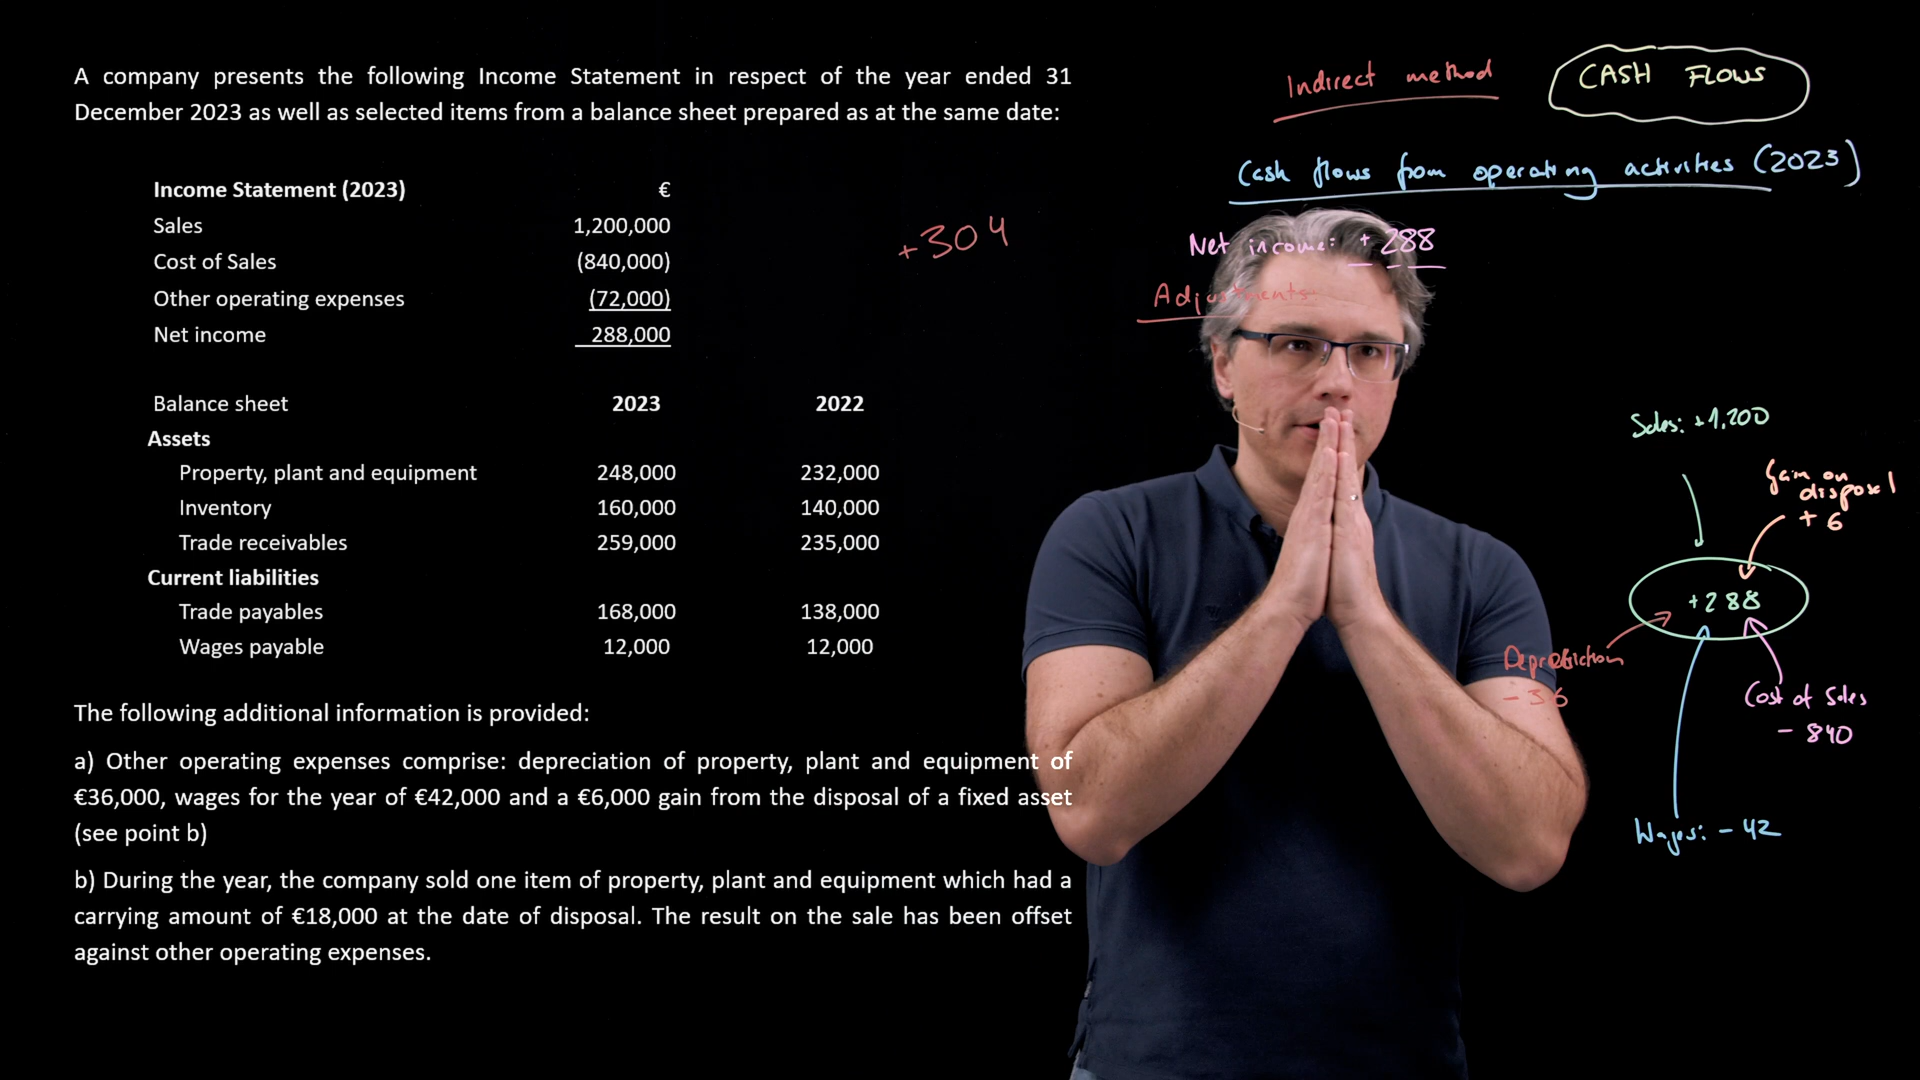 A company presents the following Income Statement in respect of the year ended 31
December 2023 as well as selected items from a balance sheet prepared as at the same date:
Income Statement (2023) €
Sales 1,200,000
Cost of Sales (840,000)
Other operating expenses (72,000)
Net income 288,000
Balance sheet 2023 2022
Assets
Property, plant and equipment 248,000 232,000
Inventory 160,000 140,000
Trade receivables 259,000 235,000
Current liabilities
Trade payables 168,000 138,000
Wages payable 12,000 12,000
The following additional information is provided:
a) Other operating expenses comprise: depreciation of property, plant and equipment of
€36,000, wages for the year of €42,000 and a €6,000 gain from the disposal of a fixed asset
(see point b)
b) During the year, the company sold one item of property, plant and equipment which had a
carrying amount of €18,000 at the date of disposal. The result on the sale has been offset
against other operating expenses.
+304
Indirect method
CASH FLOWS
Cash flows from operating activities (2023)
Net income: + 288
Adjustments:
Sales: +1,200
Gain on
disposal
+ 6
+288
Depreciation
- 36
Cost of Sales
- 840
Wages: - 42